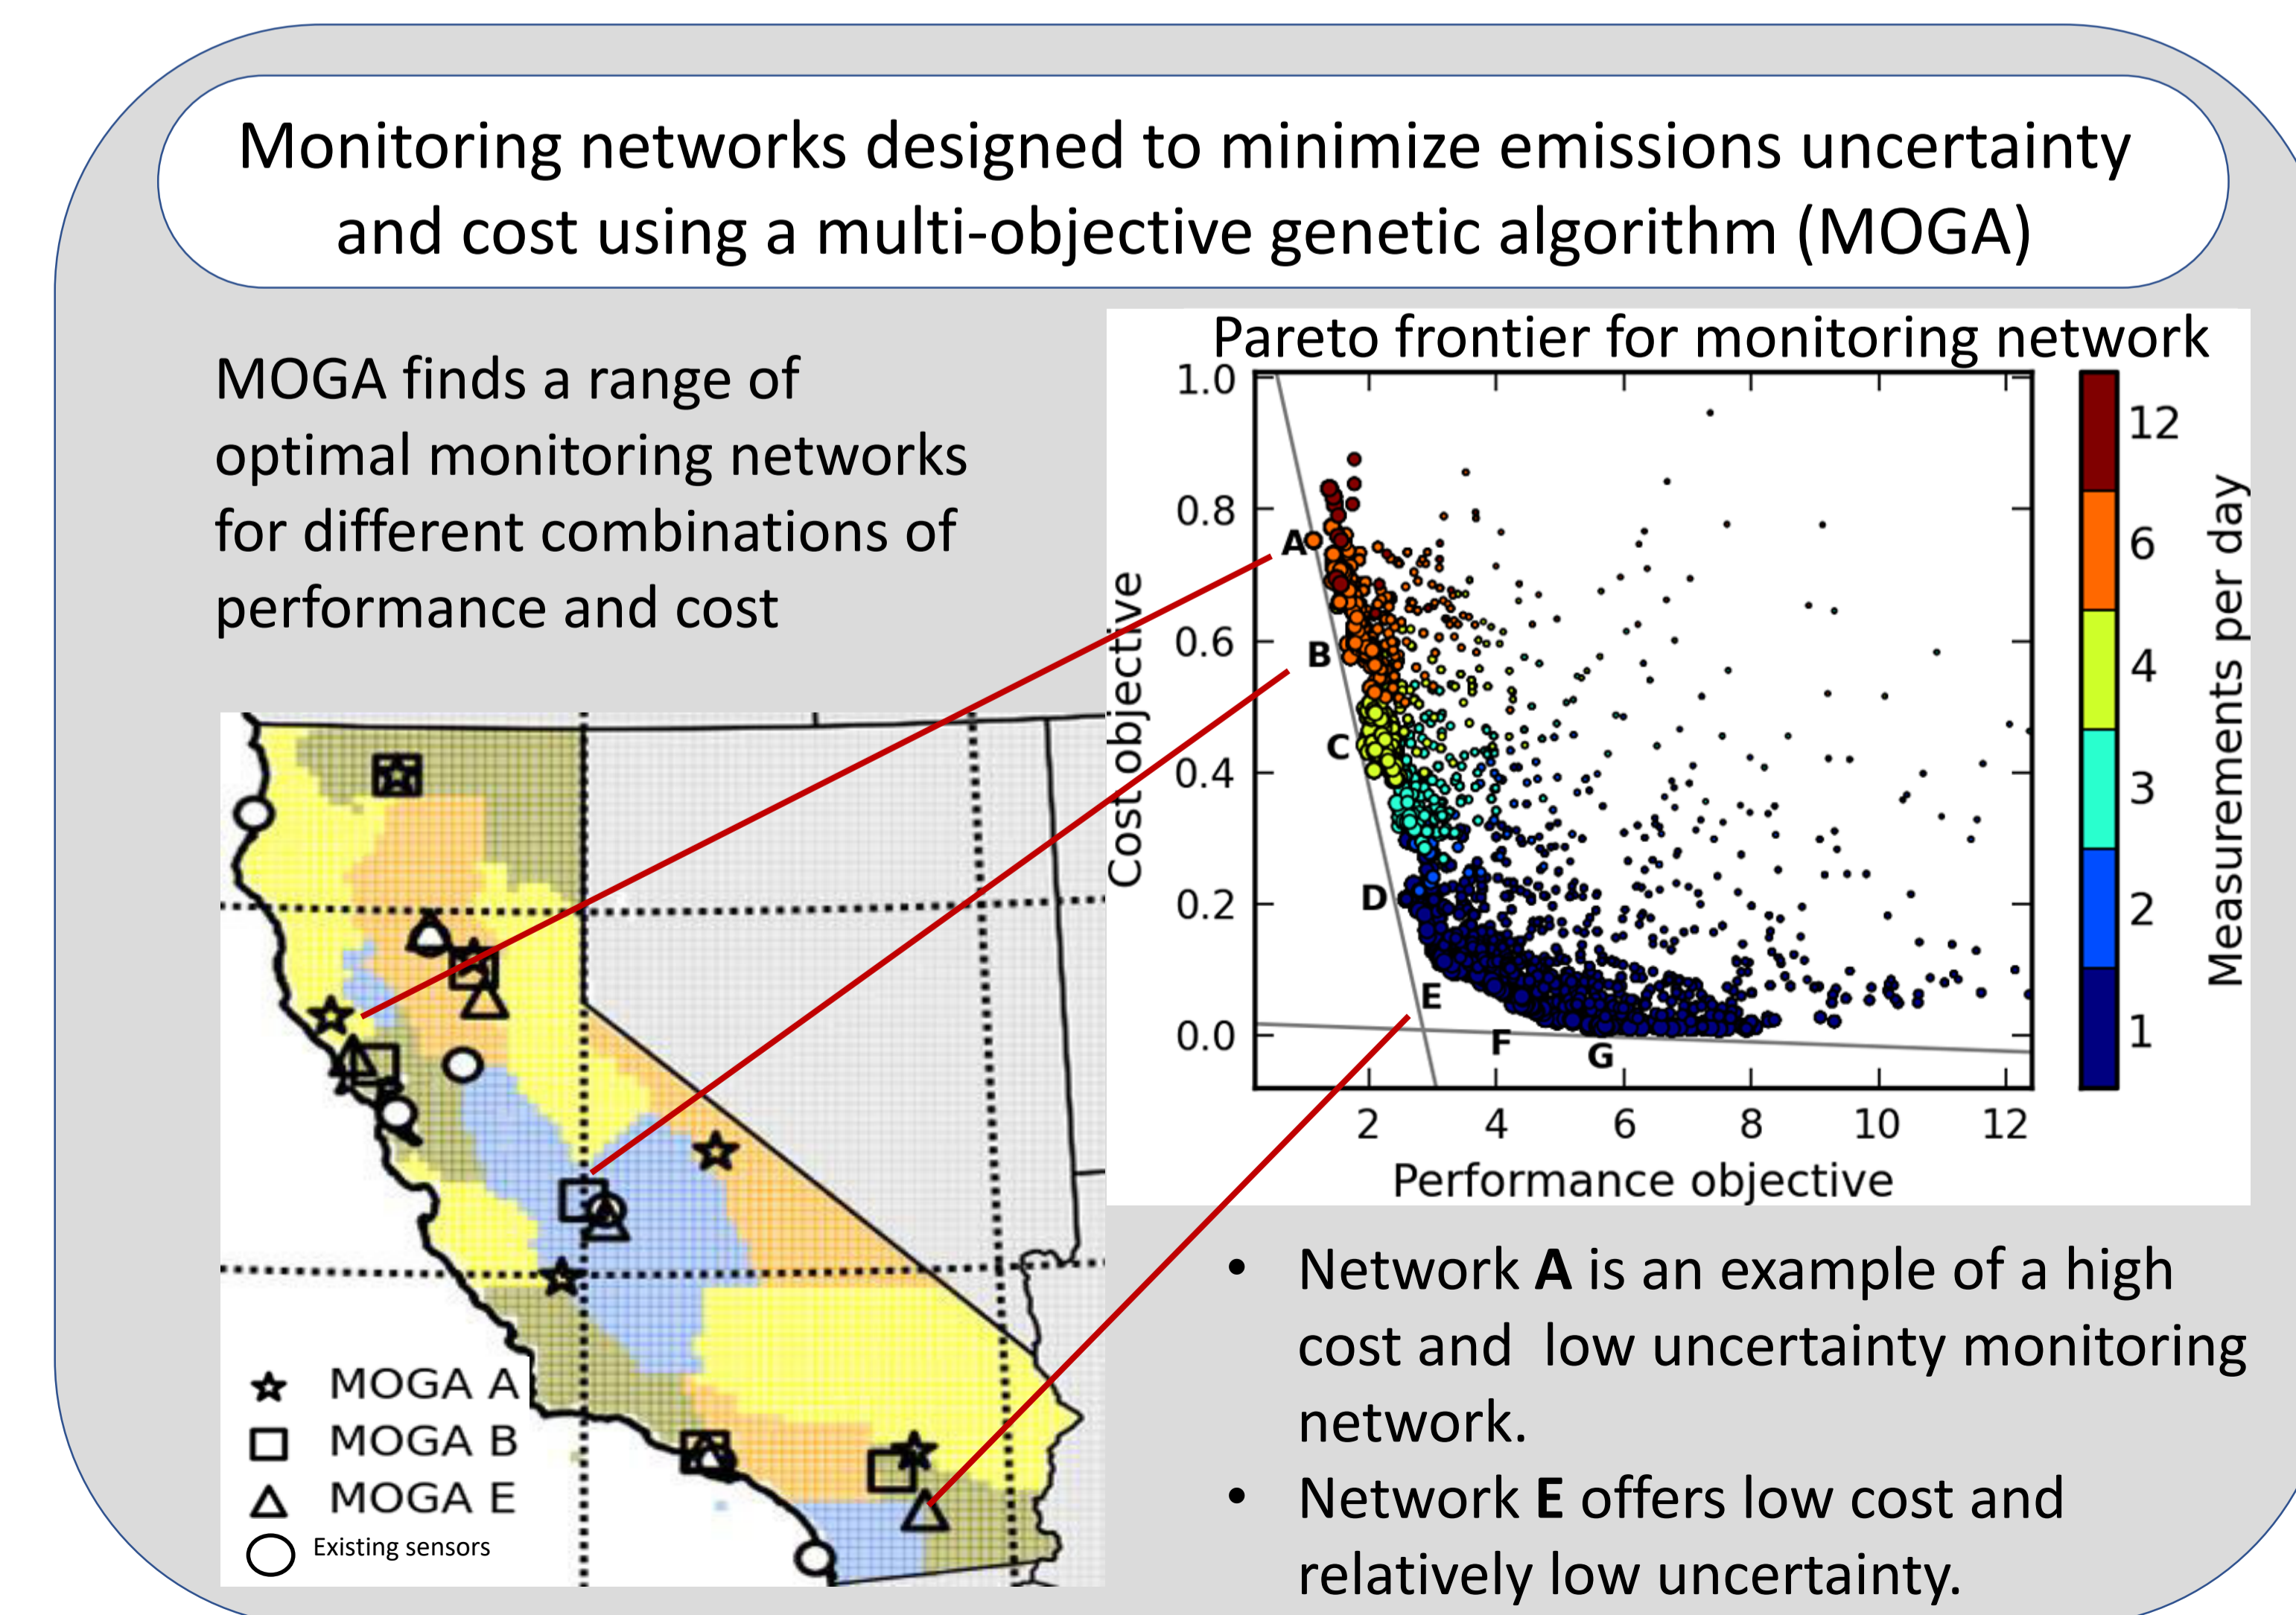 Monitoring networks designed to minimize emissions uncertainty
and cost using a multi-objective genetic algorithm (MOGA)
MOGA finds a range of
optimal monitoring networks
for different combinations of
performance and cost
MOGA A
MOGA B
MOGA E
Existing sensors
Pareto frontier for monitoring network
Cost objective
1.0
0.8
0.6
0.4
0.2
0.0
A
B
C
D
E
F
G
2 4 6 8 10 12
Performance objective
12
6
4
3
2
1
Measurements per day
• Network A is an example of a high
cost and low uncertainty monitoring
network.
• Network E offers low cost and
relatively low uncertainty.